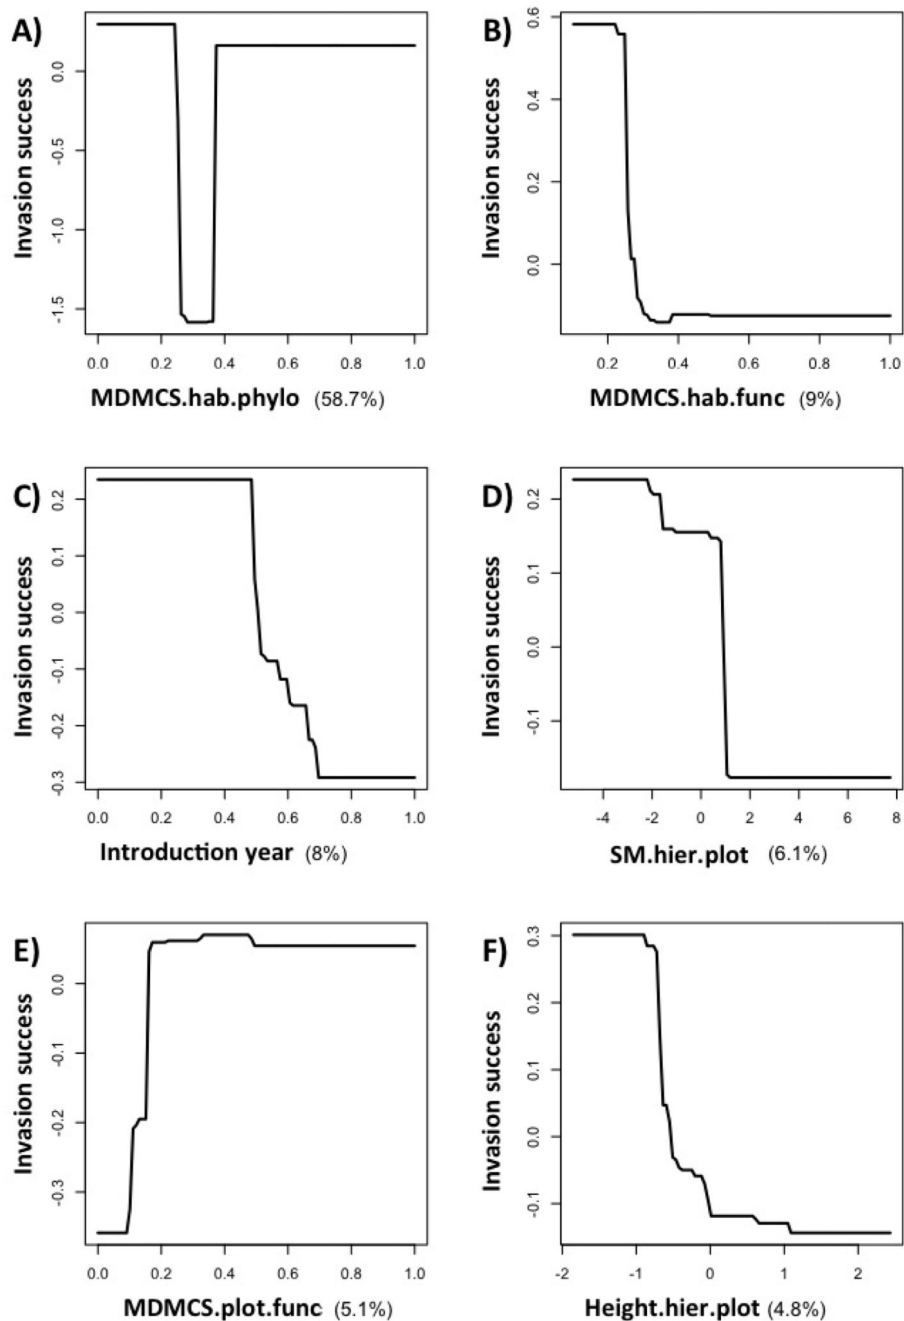 A)
Invasion success
0.0
-0.5
-1.0
-1.5
0.0 0.2 0.4 0.6 0.8 1.0
MDMCS.hab.phylo (58.7%)
B)
Invasion success
0.6
0.4
0.2
0.0
0.2 0.4 0.6 0.8 1.0
MDMCS.hab.func (9%)
C)
Invasion success
0.2
0.1
0.0
-0.1
-0.2
-0.3
0.0 0.2 0.4 0.6 0.8 1.0
Introduction year (8%)
D)
Invasion success
0.2
0.1
0.0
-0.1
-4 -2 0 2 4 6 8
SM.hier.plot (6.1%)
E)
Invasion success
0.0
-0.1
-0.2
-0.3
0.0 0.2 0.4 0.6 0.8 1.0
MDMCS.plot.func (5.1%)
F)
Invasion success
0.3
0.2
0.1
0.0
-0.1
-2 -1 0 1 2
Height.hier.plot (4.8%)